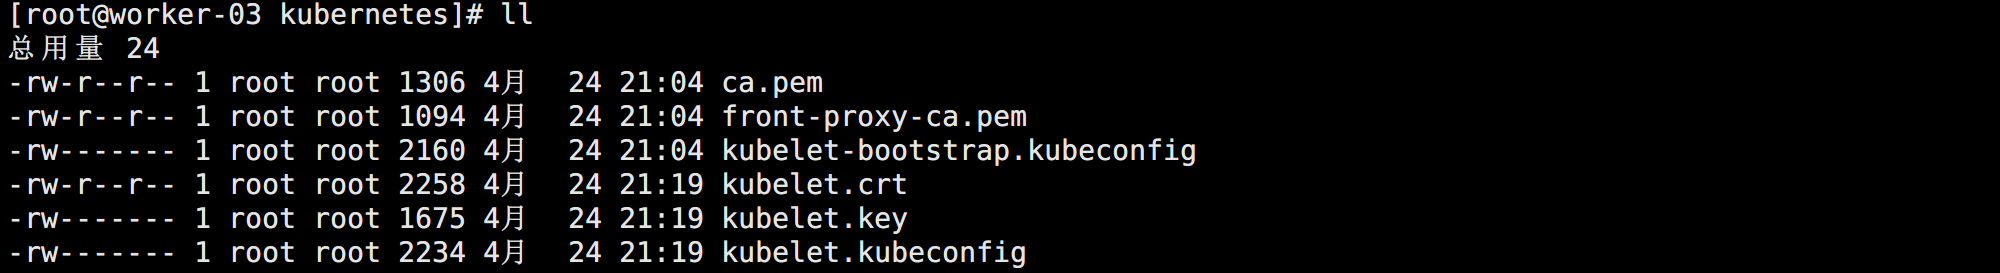 [root@worker-03 kubernetes]# ll
总用量 24
-rw-r--r-- 1 root root 1306 4月  24 21:04 ca.pem
-rw-r--r-- 1 root root 1094 4月  24 21:04 front-proxy-ca.pem
-rw------- 1 root root 2160 4月  24 21:04 kubelet-bootstrap.kubeconfig
-rw-r--r-- 1 root root 2258 4月  24 21:19 kubelet.crt
-rw------- 1 root root 1675 4月  24 21:19 kubelet.key
-rw------- 1 root root 2234 4月  24 21:19 kubelet.kubeconfig